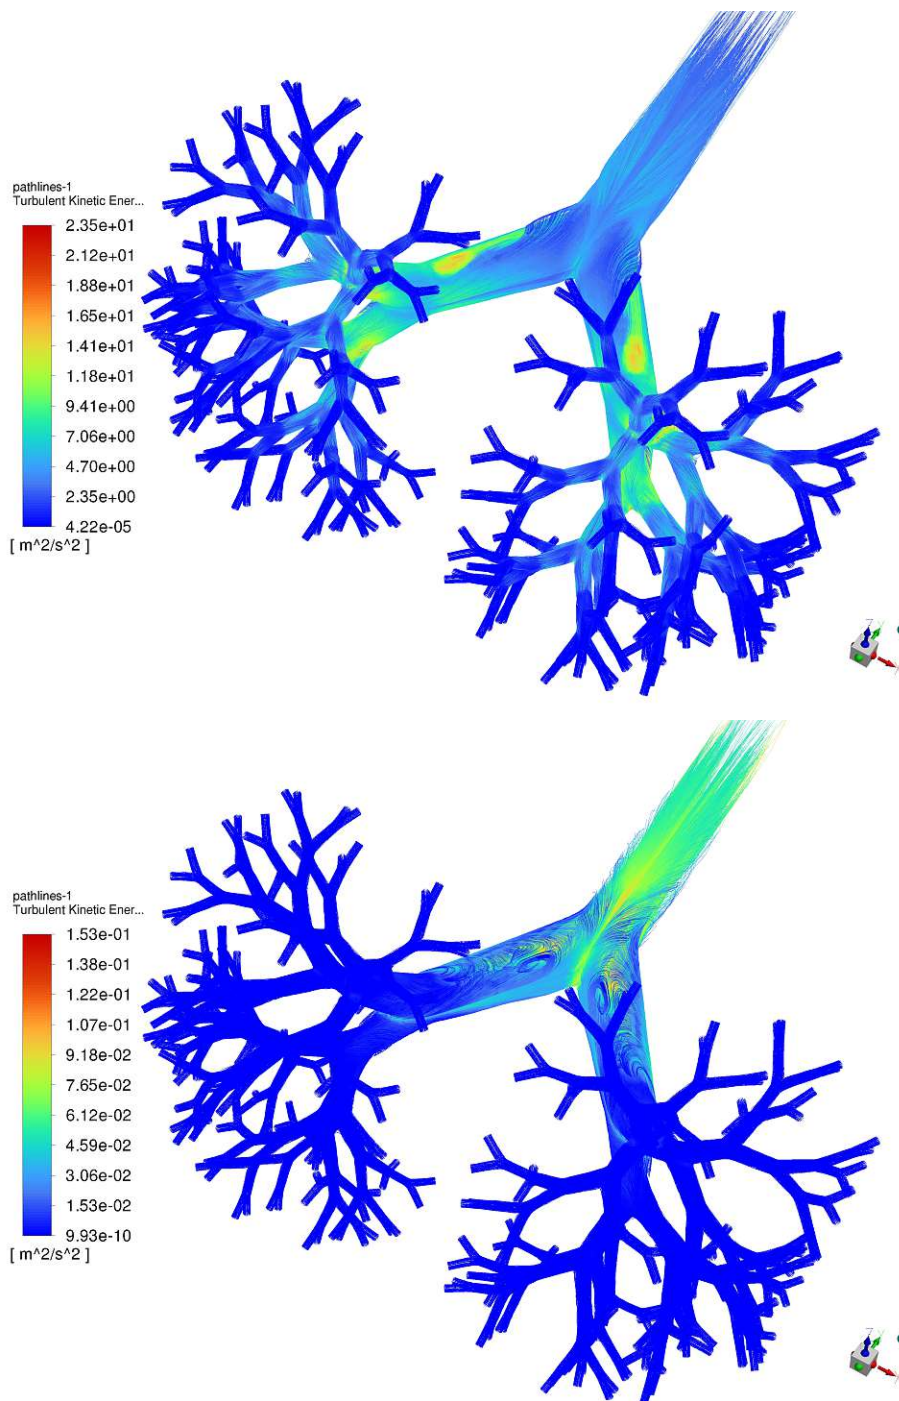 pathlines-1
Turbulent Kinetic Ener...
2.35e+01
2.12e+01
1.88e+01
1.65e+01
1.41e+01
1.18e+01
9.41e+00
7.06e+00
4.70e+00
2.35e+00
4.22e-05
[ m^2/s^2 ]
Z
pathlines-1
Turbulent Kinetic Ener...
1.53e-01
1.38e-01
1.22e-01
1.07e-01
9.18e-02
7.65e-02
6.12e-02
4.59e-02
3.06e-02
1.53e-02
9.93e-10
[ m^2/s^2 ]
Z